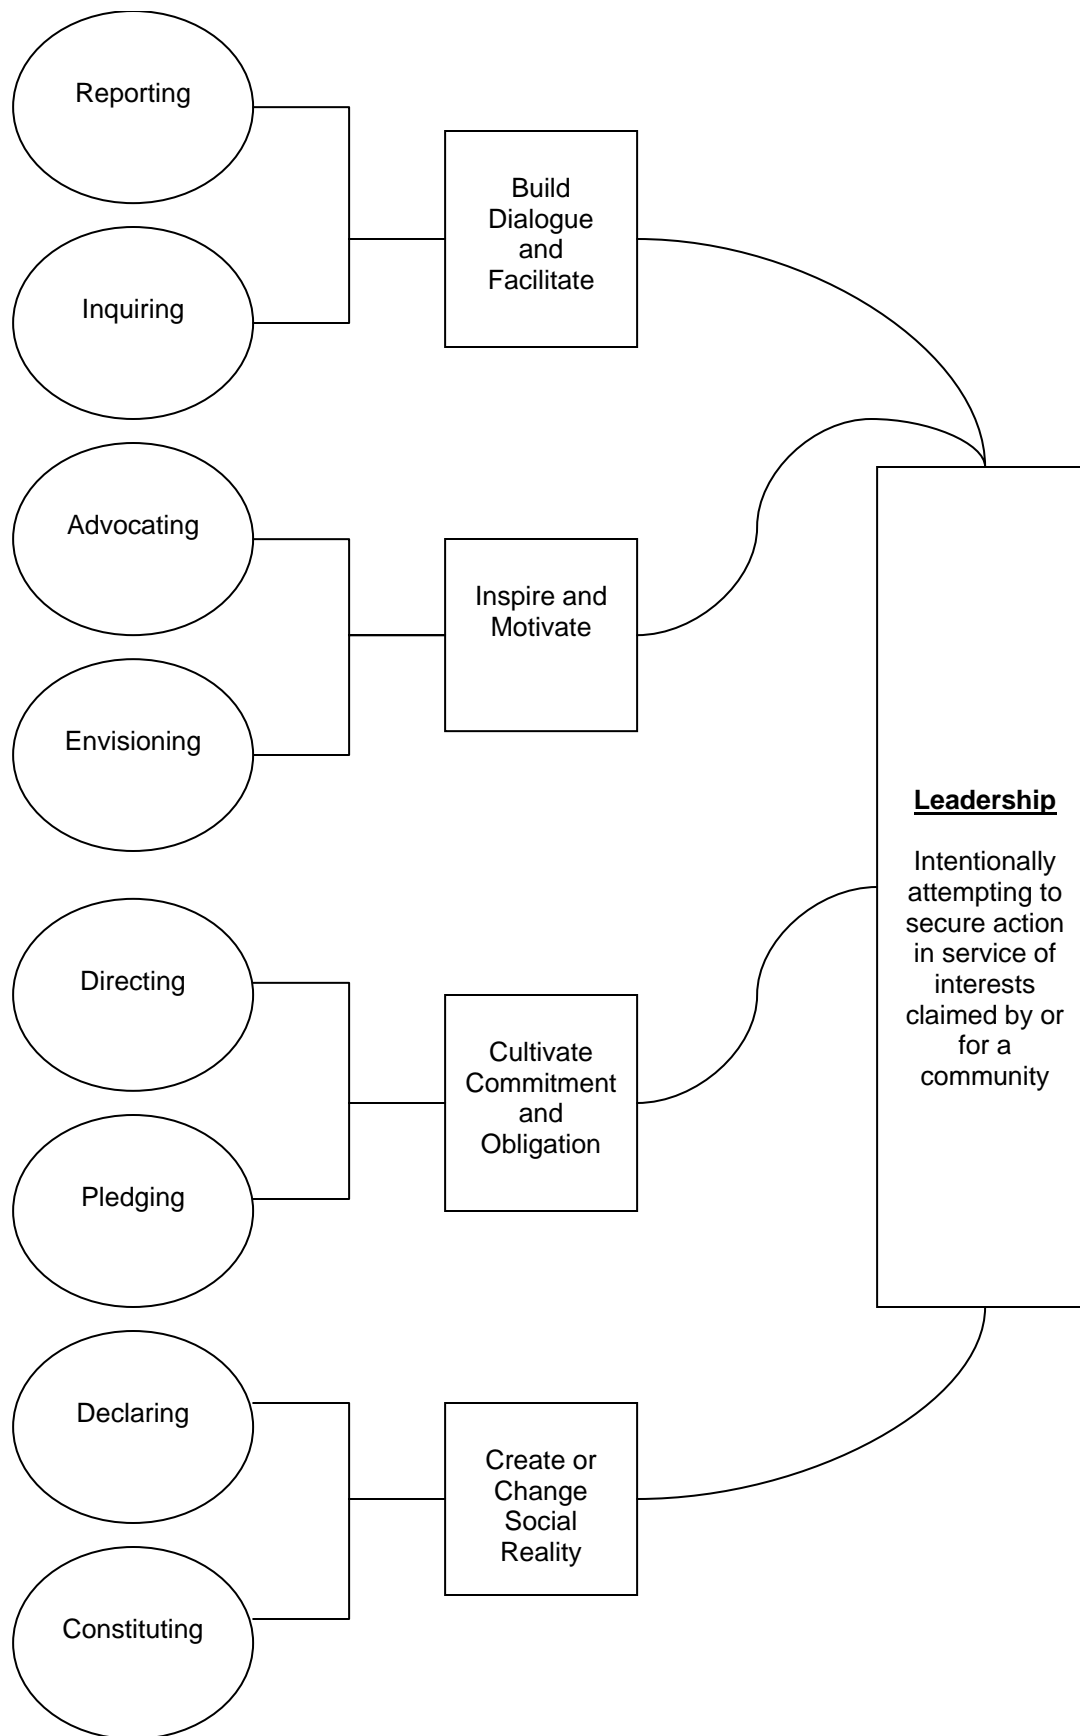 Reporting
Inquiring
Build
Dialogue
and
Facilitate
Advocating
Envisioning
Inspire and
Motivate
Directing
Pledging
Cultivate
Commitment
and
Obligation
Declaring
Constituting
Create or
Change
Social
Reality
Leadership
Intentionally
attempting to
secure action
in service of
interests
claimed by or
for a
community